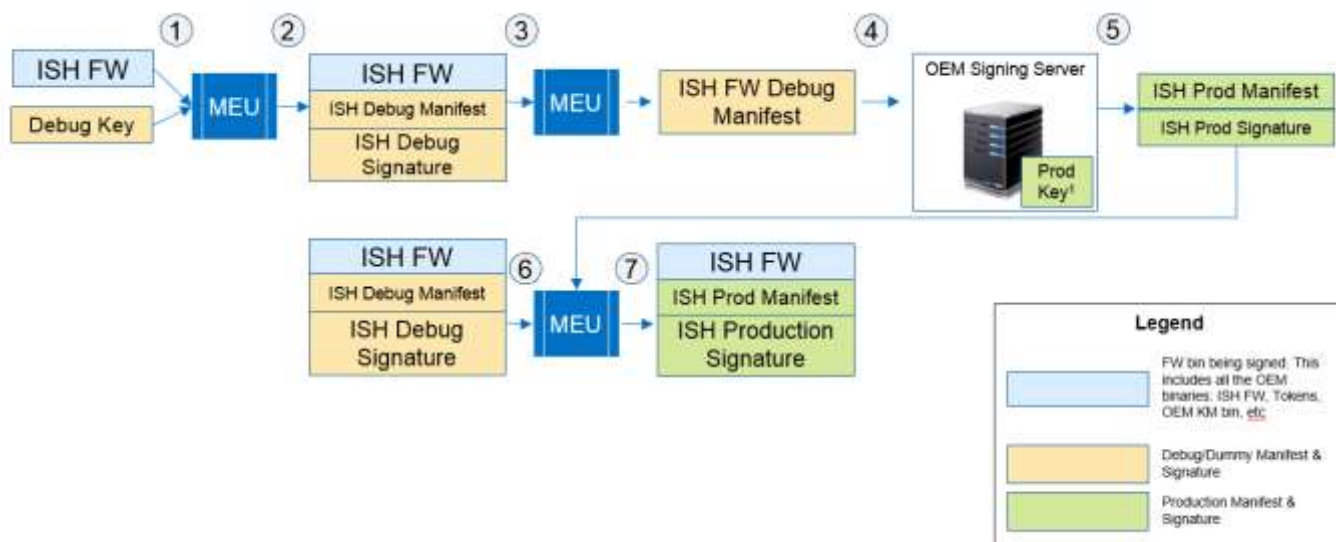 ①
②
③
④
⑤
ISH FW
Debug Key
MEU
ISH FW
ISH Debug Manifest
ISH Debug
Signature
MEU
ISH FW Debug
Manifest
OEM Signing Server
Prod
Key¹
ISH Prod Manifest
ISH Prod Signature
ISH FW
ISH Debug Manifest
ISH Debug
Signature
⑥
MEU
⑦
ISH FW
ISH Prod Manifest
ISH Production
Signature
Legend
FW bin being signed. This
includes all the OEM
binaries: ISH FW, Tokens,
OEM KM bin, etc
Debug/Dummy Manifest &
Signature
Production Manifest &
Signature